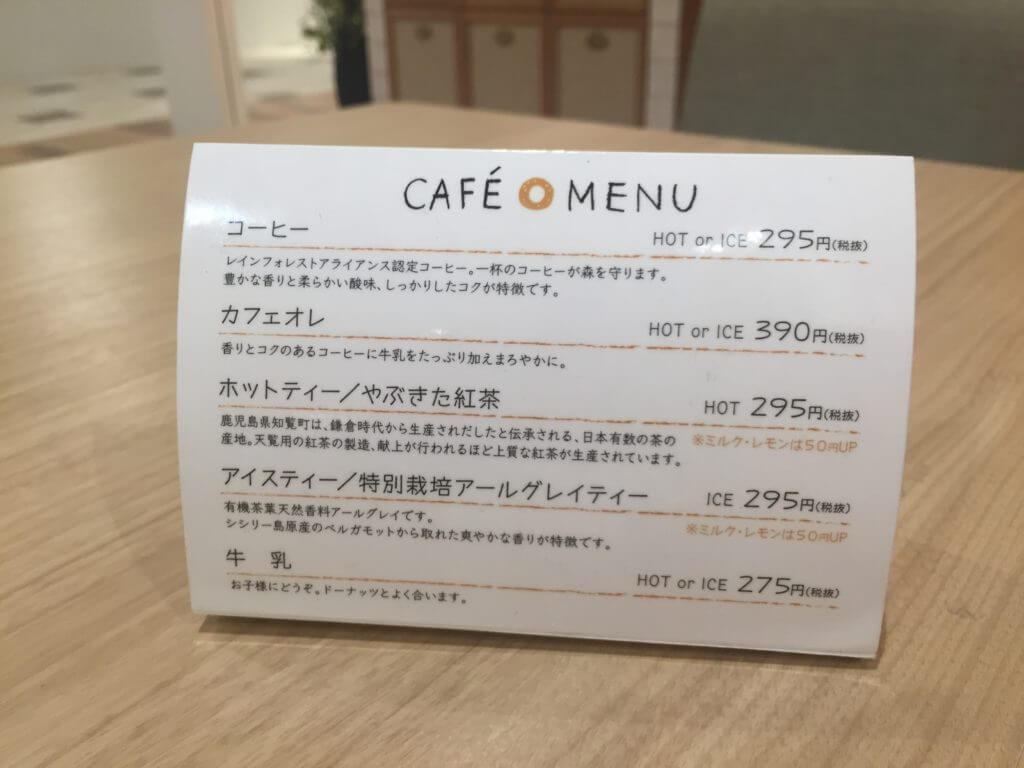 CAFÉ MENU
コーヒー HOT or ICE 295円(税抜)
レインフォレストアライアンス認定コーヒー。一杯のコーヒーが森を守ります。
豊かな香りと柔らかい酸味、しっかりしたコクが特徴です。
カフェオレ HOT or ICE 390円(税抜)
香りとコクのあるコーヒーに牛乳をたっぷり加えまろやかに。
ホットティー/やぶきた紅茶 HOT 295円(税抜)
鹿児島県知覧町は、鎌倉時代から生産されだしたと伝承される、日本有数の茶の ※ミルク・レモンは50円UP
産地。天覧用の紅茶の製造、献上が行われるほど上質な紅茶が生産されています。
アイスティー/特別栽培アールグレイティー ICE 295円(税抜)
有機茶葉天然香料アールグレイです。
シシリー島原産のベルガモットから取れた爽やかな香りが特徴です。 ※ミルク・レモンは50円UP
牛 乳 HOT or ICE 275円(税抜)
お子様にどうぞ。ドーナッツとよく合います。